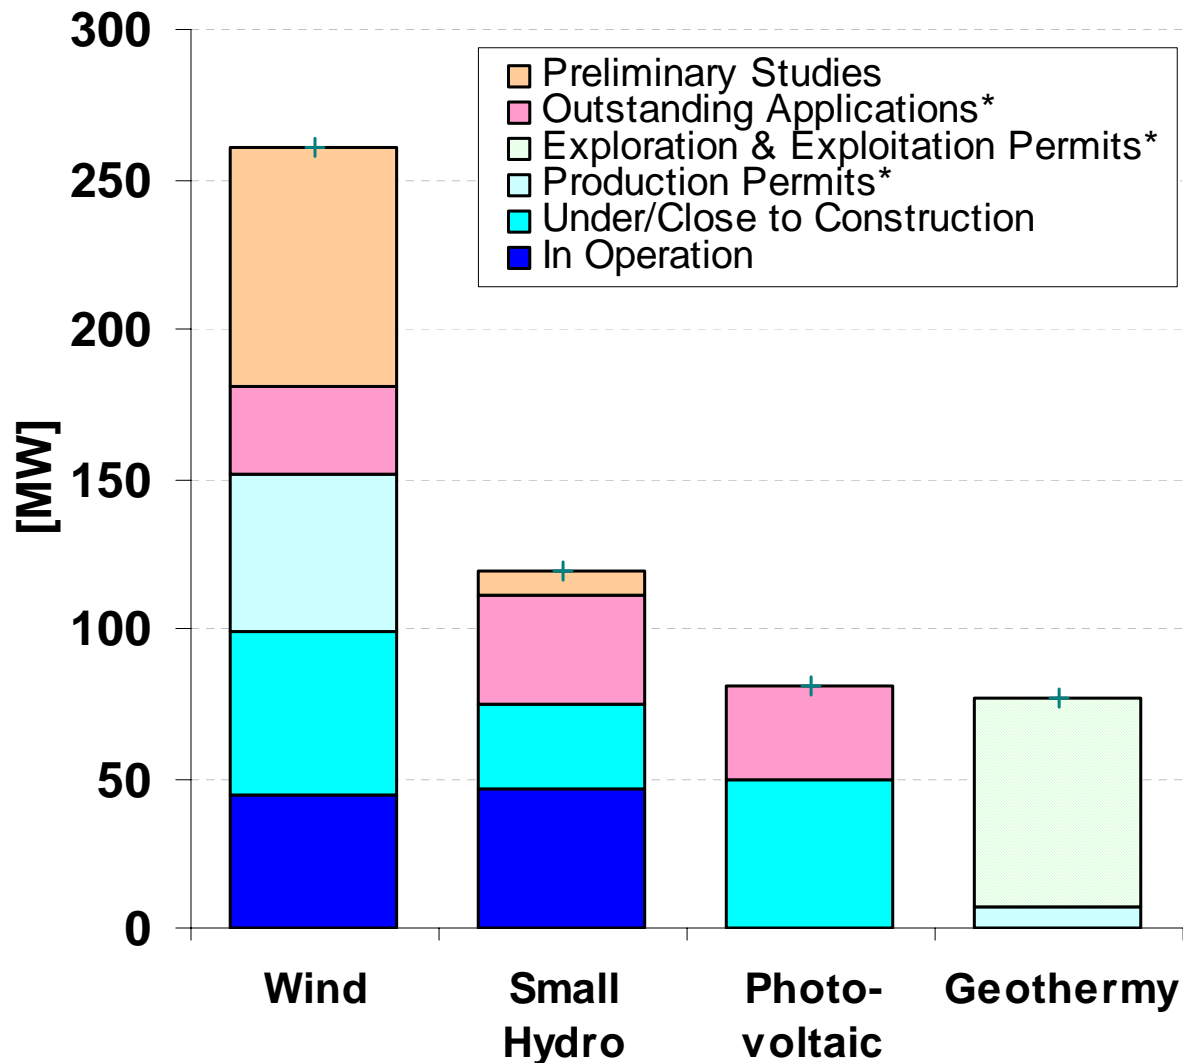 300
250
200
150
100
50
0
[MW]
Preliminary Studies
Outstanding Applications*
Exploration & Exploitation Permits*
Production Permits*
Under/Close to Construction
In Operation
Wind
Small
Hydro
Photo-
voltaic
Geothermy